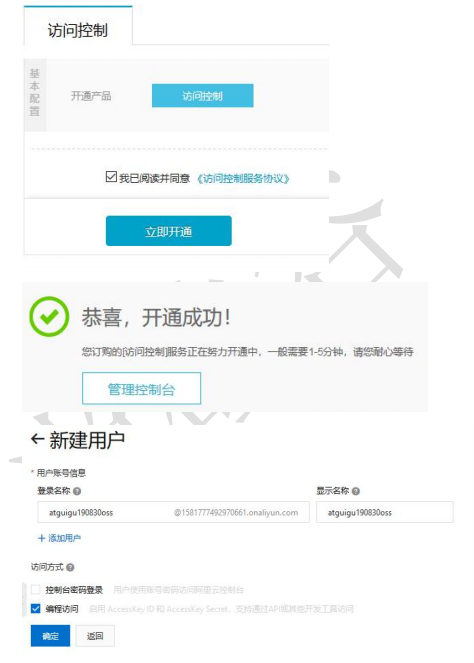 访问控制
基本配置
开通产品 访问控制
我已阅读并同意 《访问控制服务协议》
立即开通
恭喜，开通成功！
您订购的[访问控制]服务正在努力开通中，一般需要1-5分钟，请您耐心等待
管理控制台
←新建用户
* 用户账号信息
登录名称 显示名称
atguigu190830oss @1581777492970661.onaliyun.com atguigu190830oss
+ 添加用户
访问方式
控制台密码登录 用户使用账号密码访问阿里云控制台
编程访问 启用 AccessKey ID 和 AccessKey Secret，支持通过API或其他开发工具访问
确定 返回